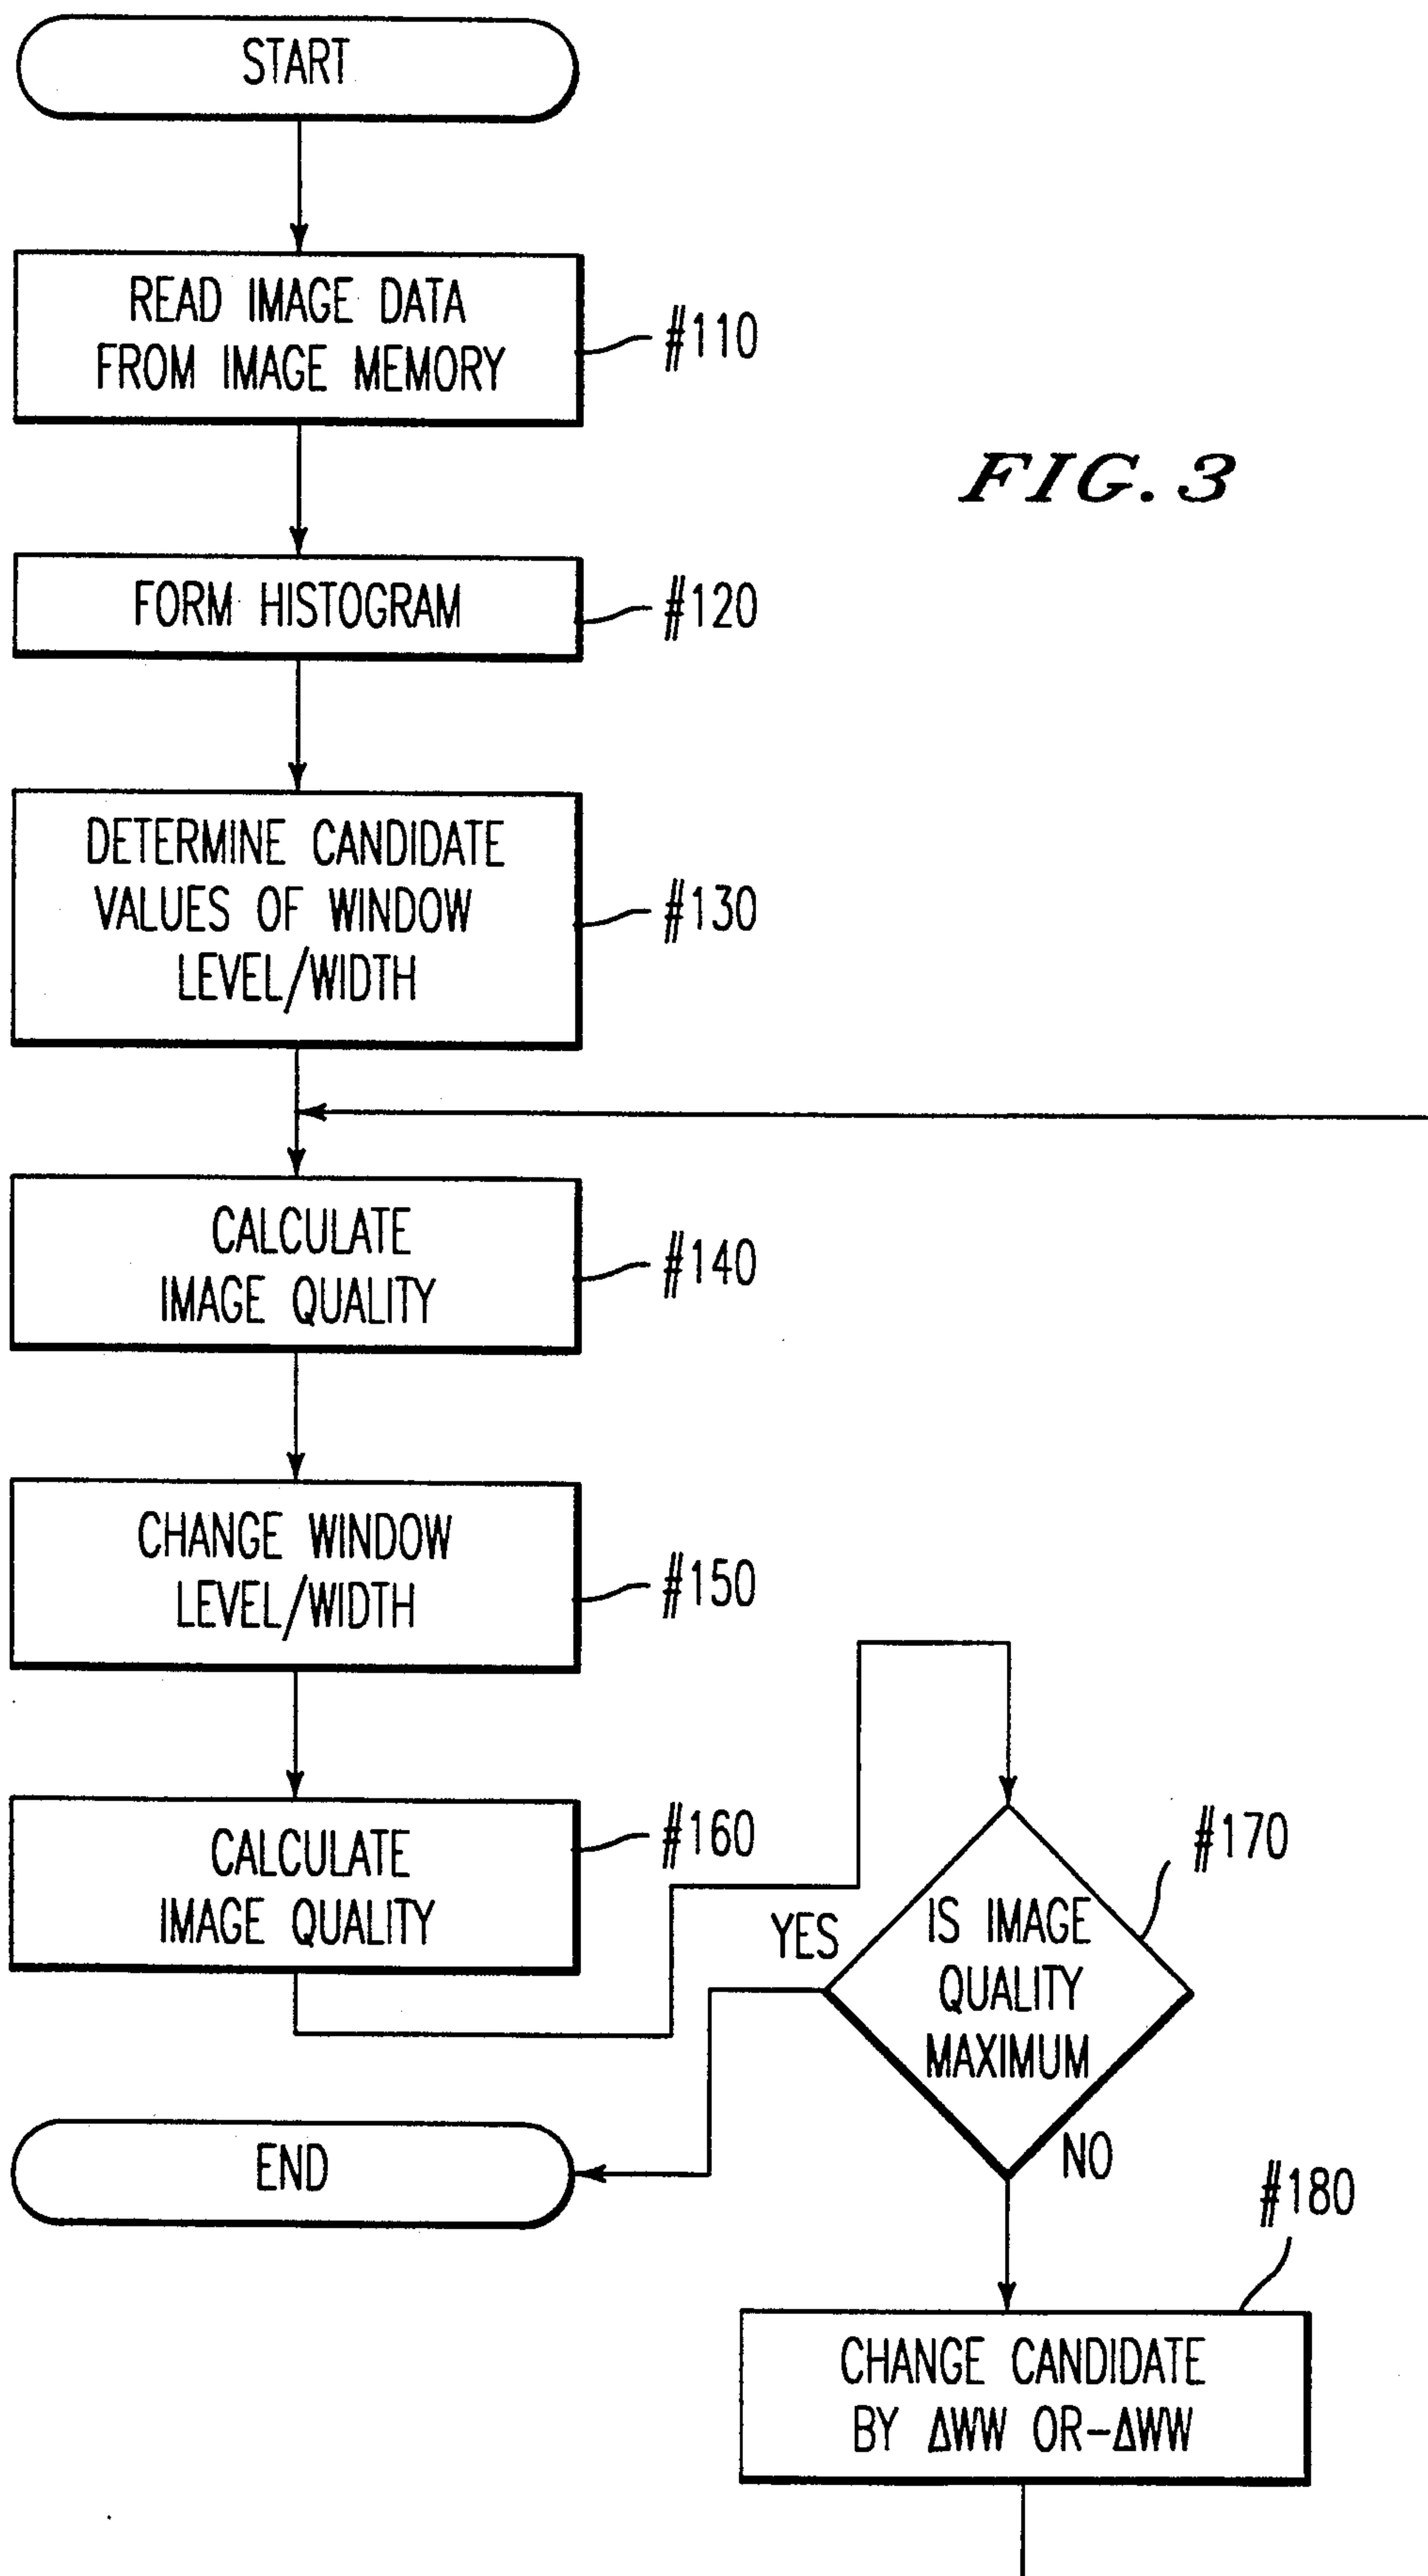 START
READ IMAGE DATA
FROM IMAGE MEMORY
#110
FIG. 3
FORM HISTOGRAM
#120
DETERMINE CANDIDATE
VALUES OF WINDOW
LEVEL/WIDTH
#130
CALCULATE
IMAGE QUALITY
#140
CHANGE WINDOW
LEVEL/WIDTH
#150
CALCULATE
IMAGE QUALITY
#160
#170
YES
IS IMAGE
QUALITY
MAXIMUM
NO
END
#180
CHANGE CANDIDATE
BY ΔWW OR-ΔWW